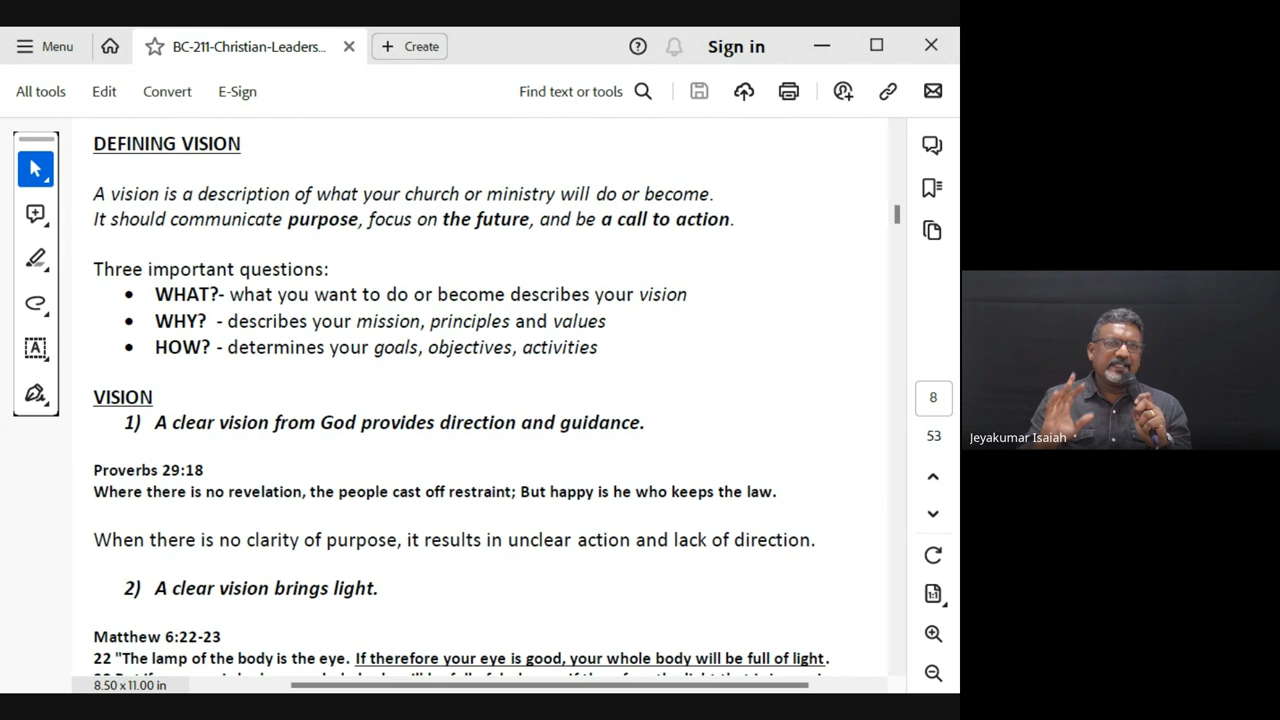 Menu
BC-211-Christian-Leaders...
Create
Sign in
All tools
Edit
Convert
E-Sign
Find text or tools
DEFINING VISION
A vision is a description of what your church or ministry will do or become.
It should communicate purpose, focus on the future, and be a call to action.
Three important questions:
• WHAT?- what you want to do or become describes your vision
• WHY? - describes your mission, principles and values
• HOW? - determines your goals, objectives, activities
VISION
1) A clear vision from God provides direction and guidance.
Proverbs 29:18
Where there is no revelation, the people cast off restraint; But happy is he who keeps the law.
When there is no clarity of purpose, it results in unclear action and lack of direction.
2) A clear vision brings light.
Matthew 6:22-23
22 "The lamp of the body is the eye. If therefore your eye is good, your whole body will be full of light.
8.50 x 11.00 in
8
53
1:1
Jeyakumar Isaiah